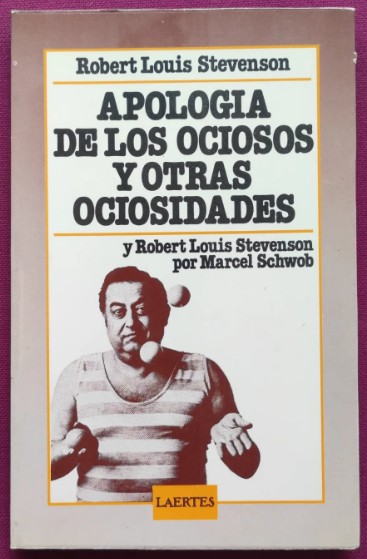 Robert Louis Stevenson
APOLOGIA
DE LOS OCIOSOS
Y OTRAS
OCIOSIDADES
y Robert Louis Stevenson
por Marcel Schwob
LAERTES